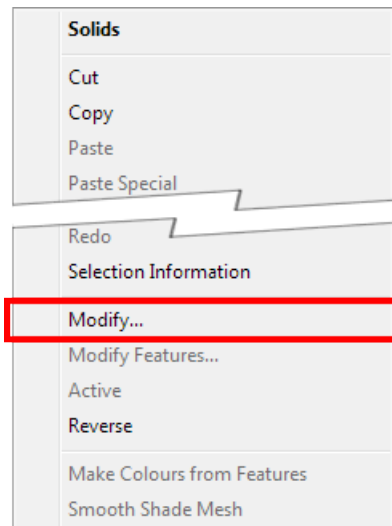 Solids
Cut
Copy
Paste
Paste Special
Redo
Selection Information
Modify...
Modify Features...
Active
Reverse
Make Colours from Features
Smooth Shade Mesh